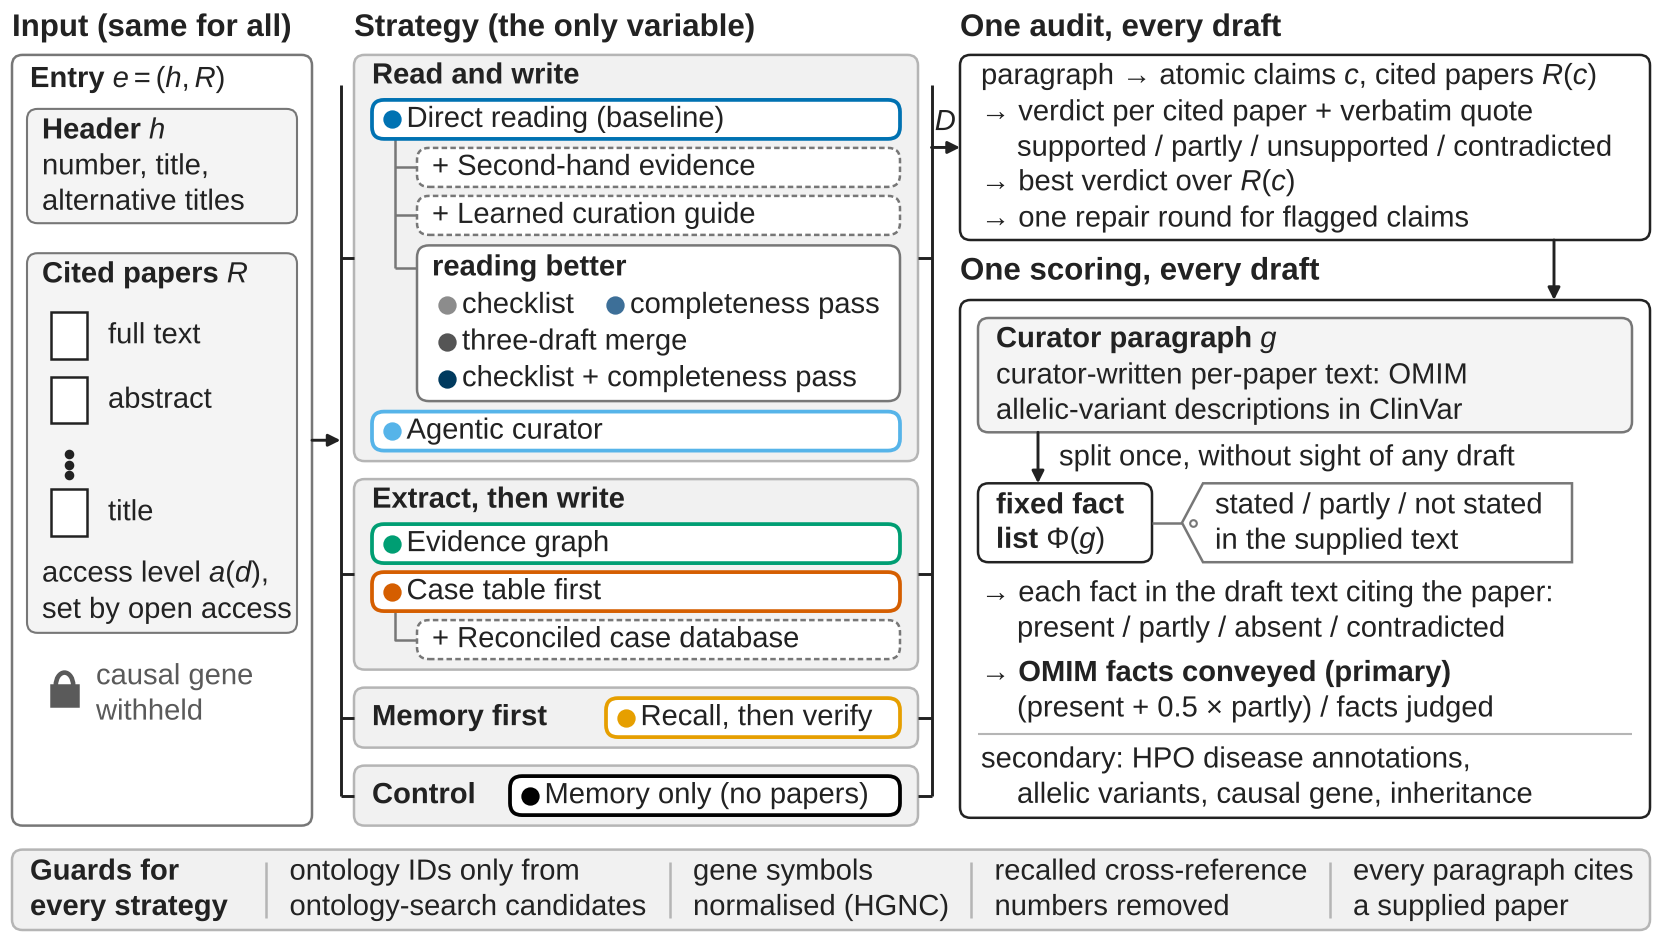 Input (same for all)
Entry e = (h, R)
Header h
number, title,
alternative titles
Cited papers R
full text
abstract
title
access level a(d),
set by open access
causal gene
withheld
Strategy (the only variable)
Read and write
Direct reading (baseline)
+ Second-hand evidence
+ Learned curation guide
reading better
checklist
completeness pass
three-draft merge
checklist + completeness pass
Agentic curator
Extract, then write
Evidence graph
Case table first
+ Reconciled case database
Memory first
Recall, then verify
Control
Memory only (no papers)
D
One audit, every draft
paragraph → atomic claims c, cited papers R(c)
→ verdict per cited paper + verbatim quote
supported / partly / unsupported / contradicted
→ best verdict over R(c)
→ one repair round for flagged claims
One scoring, every draft
Curator paragraph g
curator-written per-paper text: OMIM
allelic-variant descriptions in ClinVar
split once, without sight of any draft
fixed fact
list Φ(g)
stated / partly / not stated
in the supplied text
→ each fact in the draft text citing the paper:
present / partly / absent / contradicted
→ OMIM facts conveyed (primary)
(present + 0.5 × partly) / facts judged
secondary: HPO disease annotations,
allelic variants, causal gene, inheritance
Guards for
every strategy
ontology IDs only from
ontology-search candidates
gene symbols
normalised (HGNC)
recalled cross-reference
numbers removed
every paragraph cites
a supplied paper